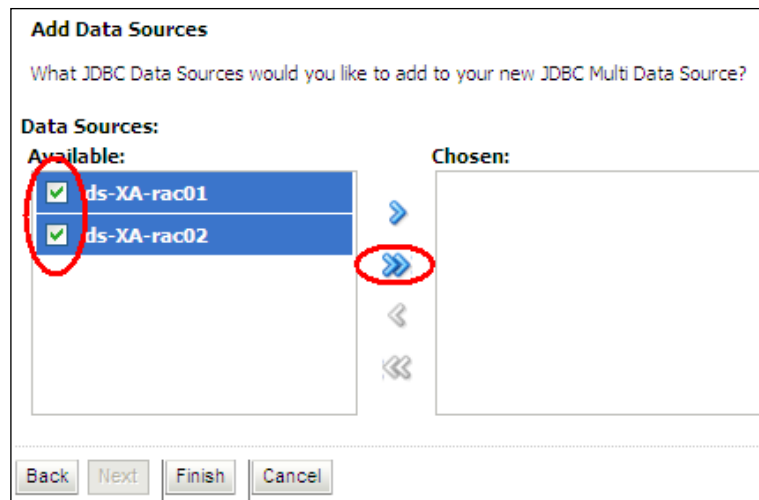 Add Data Sources
What JDBC Data Sources would you like to add to your new JDBC Multi Data Source?
Data Sources:
Available:
Chosen:
ds-XA-rac01
ds-XA-rac02
Back Next Finish Cancel